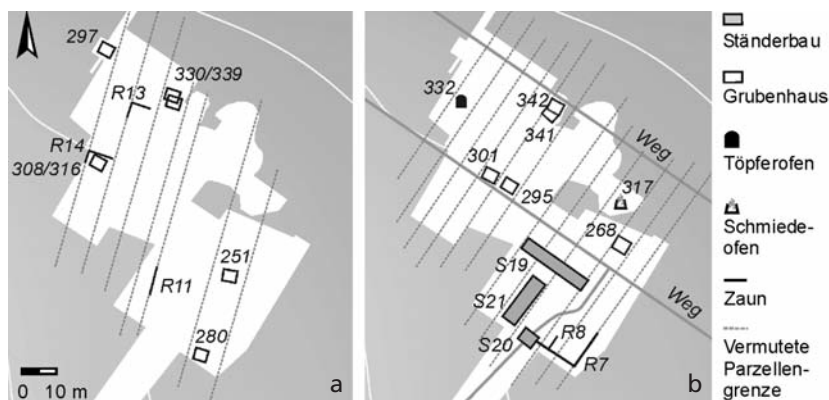 297
330/339
R13
R14
308/316
251
R11
280
0 10 m
a
332
342
341
Weg
301
295
317
268
S19
S21
Weg
R8
S20
R7
b
Ständerbau
Grubenhaus
Töpferofen
Schmiede-
ofen
Zaun
Vermutete
Parzellen-
grenze